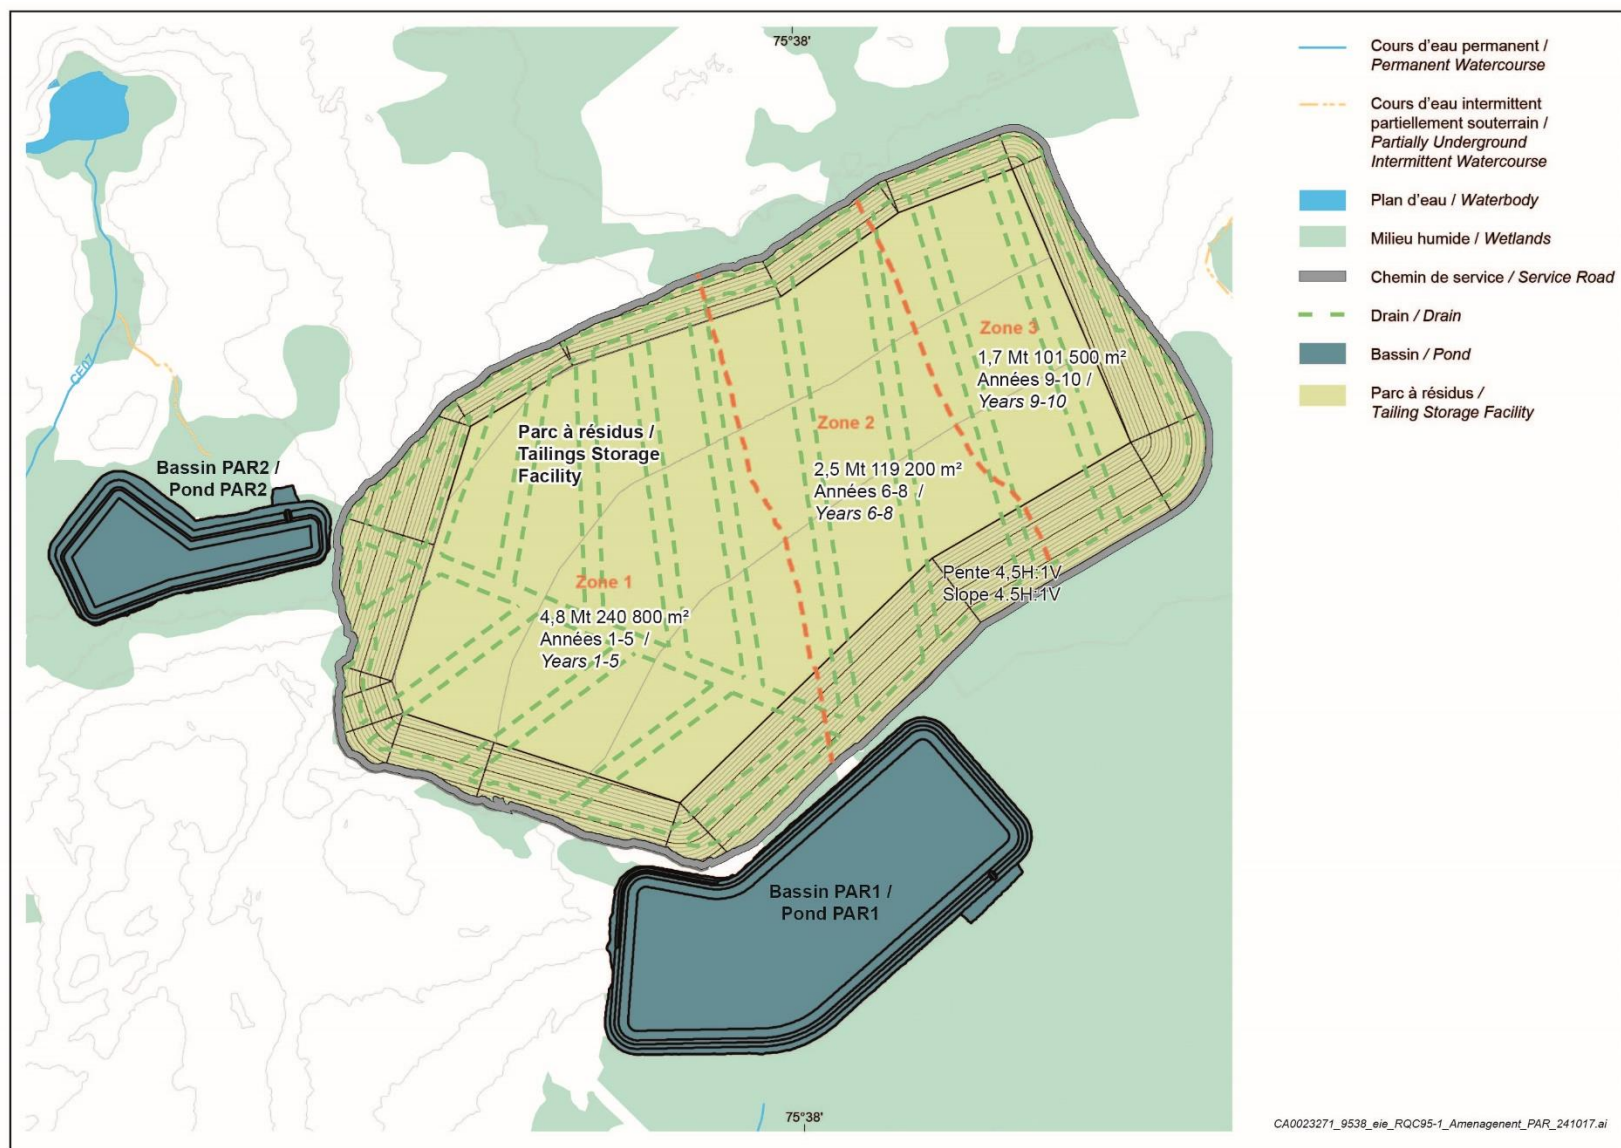 75°38'
Cours d'eau permanent /
Permanent Watercourse
Cours d'eau intermittent
partiellement souterrain /
Partially Underground
Intermittent Watercourse
Plan d'eau / Waterbody
Milieu humide / Wetlands
Chemin de service / Service Road
Drain / Drain
Bassin / Pond
Parc à résidus /
Tailing Storage Facility
CE07
Zone 3
1,7 Mt 101 500 m²
Années 9-10 /
Years 9-10
Zone 2
2,5 Mt 119 200 m²
Années 6-8 /
Years 6-8
Parc à résidus /
Tailings Storage
Facility
Bassin PAR2 /
Pond PAR2
Zone 1
4,8 Mt 240 800 m²
Années 1-5 /
Years 1-5
Pente 4,5H:1V
Slope 4.5H:1V
Bassin PAR1 /
Pond PAR1
75°38'
CA0023271_9538_eie_RQC95-1_Amenagenent_PAR_241017.ai